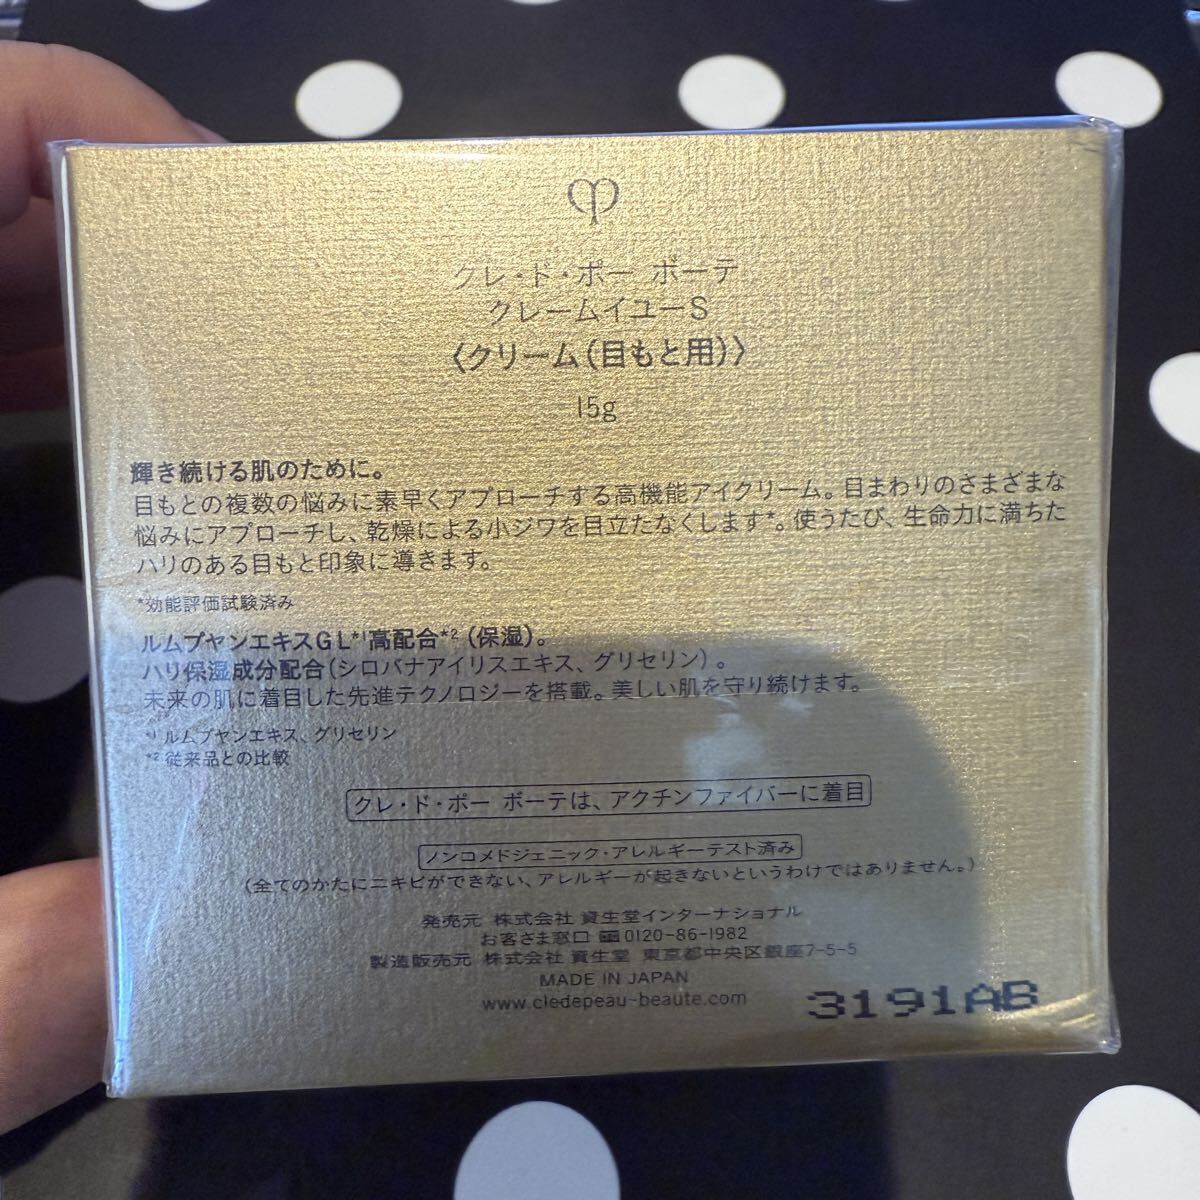 クレ・ド・ポー ボーテ
クレームイユーS
〈クリーム(目もと用)〉
15g
輝き続ける肌のために。
目もとの複数の悩みに素早くアプローチする高機能アイクリーム。目まわりのさまざまな
悩みにアプローチし、乾燥による小ジワを目立たなくします*。使うたび、生命力に満ちた
ハリのある目もと印象に導きます。
*効能評価試験済み
ルムプヤンエキスGL*1高配合*2(保湿)。
ハリ保湿成分配合(シロバナアイリスエキス、グリセリン)。
未来の肌に着目した先進テクノロジーを搭載。美しい肌を守り続けます。
*1 ルムプヤンエキス、グリセリン
*2 従来品との比較
クレ・ド・ポー ボーテは、アクチンファイバーに着目
ノンコメドジェニック・アレルギーテスト済み
(全てのかたにニキビができない、アレルギーが起きないというわけではありません。)
発売元 株式会社 資生堂インターナショナル
お客さま窓口 0120-86-1982
製造販売元 株式会社 資生堂 東京都中央区銀座7-5-5
MADE IN JAPAN
www.cledepeau-beaute.com
3191AB